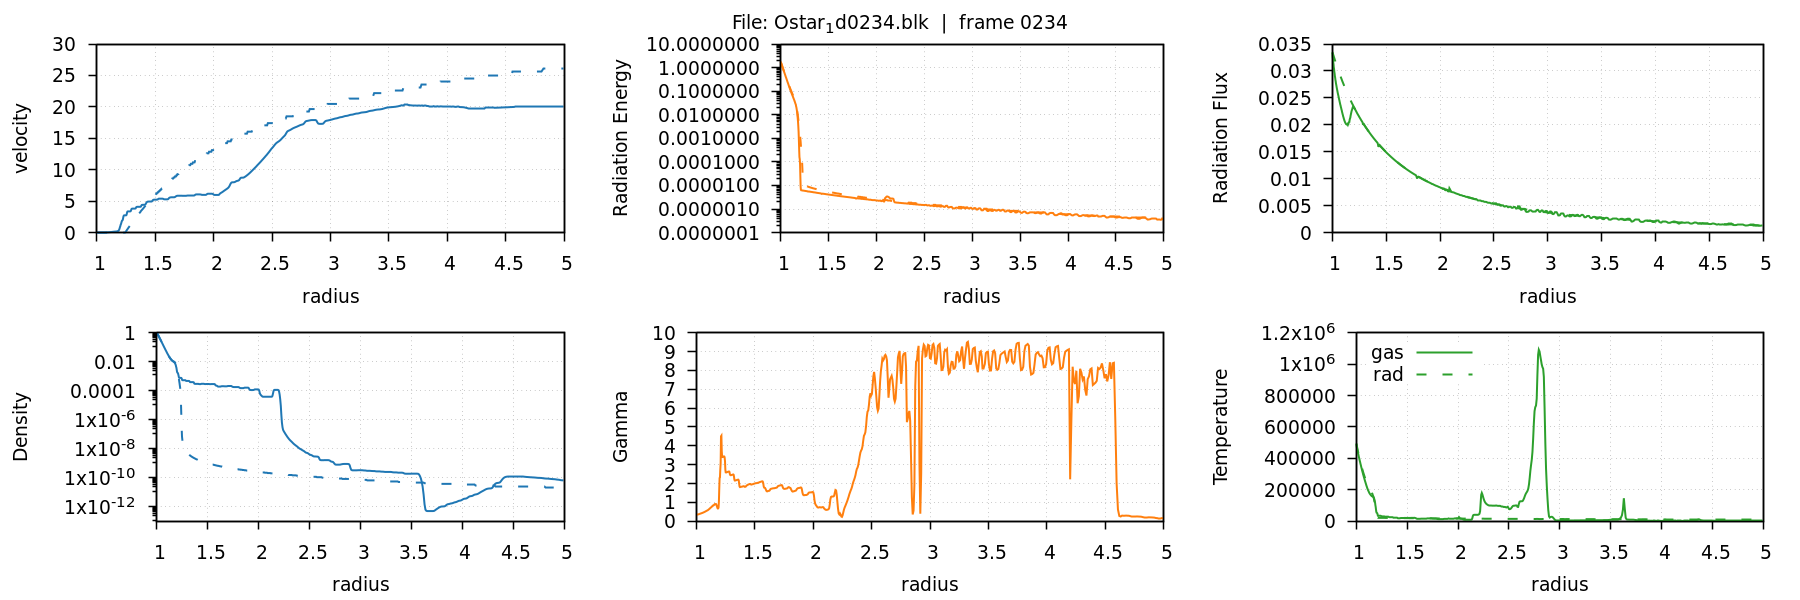 File: Ostar₁d0234.blk | frame 0234
velocity
30
25
20
15
10
5
0
1 1.5 2 2.5 3 3.5 4 4.5 5
radius
Radiation Energy
10.0000000
1.0000000
0.1000000
0.0100000
0.0010000
0.0001000
0.0000100
0.0000010
0.0000001
1 1.5 2 2.5 3 3.5 4 4.5 5
radius
Radiation Flux
0.035
0.03
0.025
0.02
0.015
0.01
0.005
0
1 1.5 2 2.5 3 3.5 4 4.5 5
radius
Density
1
0.01
0.0001
1x10⁻⁶
1x10⁻⁸
1x10⁻¹⁰
1x10⁻¹²
1 1.5 2 2.5 3 3.5 4 4.5 5
radius
Gamma
10
9
8
7
6
5
4
3
2
1
0
1 1.5 2 2.5 3 3.5 4 4.5 5
radius
Temperature
1.2x10⁶
1x10⁶
800000
600000
400000
200000
0
gas
rad
1 1.5 2 2.5 3 3.5 4 4.5 5
radius